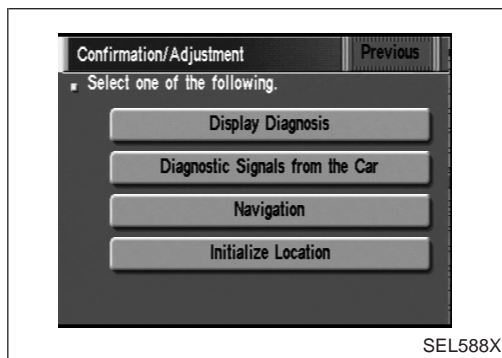 Confirmation/Adjustment Previous
Select one of the following.
Display Diagnosis
Diagnostic Signals from the Car
Navigation
Initialize Location
SEL588X